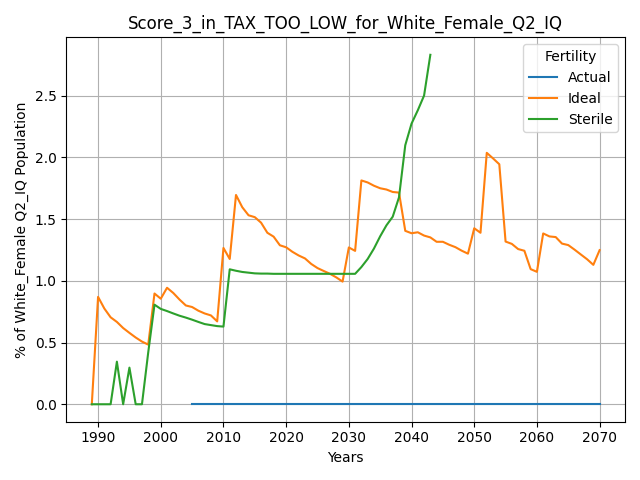 Score_3_in_TAX_TOO_LOW_for_White_Female_Q2_IQ
Fertility
Actual
Ideal
Sterile
% of White_Female Q2_IQ Population
2.5
2.0
1.5
1.0
0.5
0.0
1990 2000 2010 2020 2030 2040 2050 2060 2070
Years